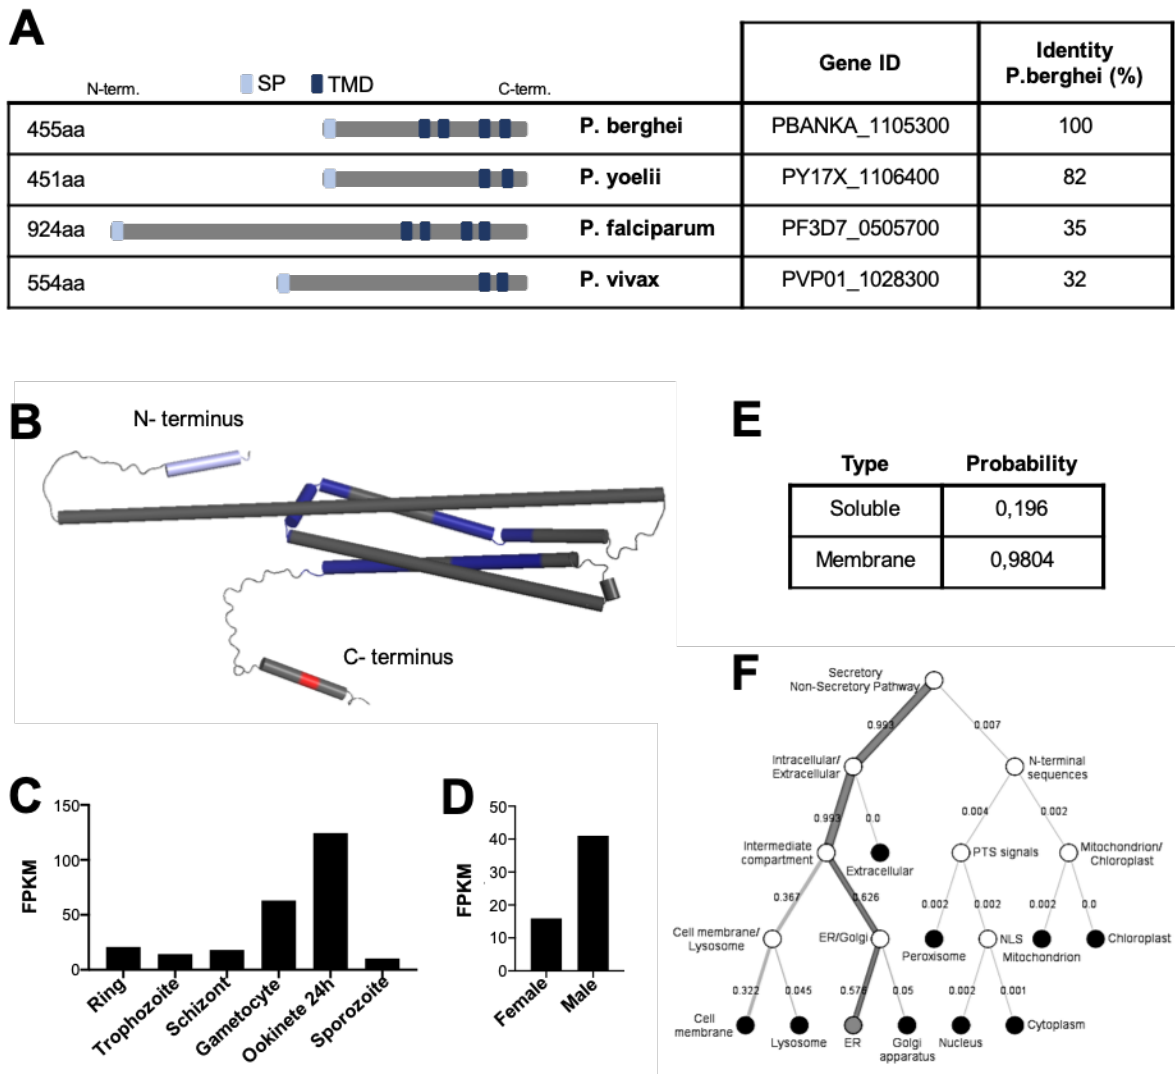 A
Gene ID
Identity
P.berghei (%)
N-term.
SP
TMD
C-term.
455aa
P. berghei
PBANKA_1105300
100
451aa
P. yoelii
PY17X_1106400
82
924aa
P. falciparum
PF3D7_0505700
35
554aa
P. vivax
PVP01_1028300
32
B
N- terminus
C- terminus
E
Type
Probability
Soluble
0,196
Membrane
0,9804
C
FPKM
150
100
50
0
Ring
Trophozoite
Schizont
Gametocyte
Ookinete 24h
Sporozoite
D
FPKM
50
40
30
20
10
0
Female
Male
F
Secretory
Non-Secretory Pathway
0.993
0.007
Intracellular/
Extracellular
N-terminal
sequences
0.993
0.0
0.004
0.002
Intermediate
compartment
Extracellular
PTS signals
Mitochondrion/
Chloroplast
0.367
0.626
0.002
0.002
0.002
0.0
Cell membrane/
Lysosome
ER/Golgi
Peroxisome
NLS
Mitochondrion
Chloroplast
0.322
0.045
0.576
0.05
0.002
0.001
Cell
membrane
Lysosome
ER
Golgi
apparatus
Nucleus
Cytoplasm